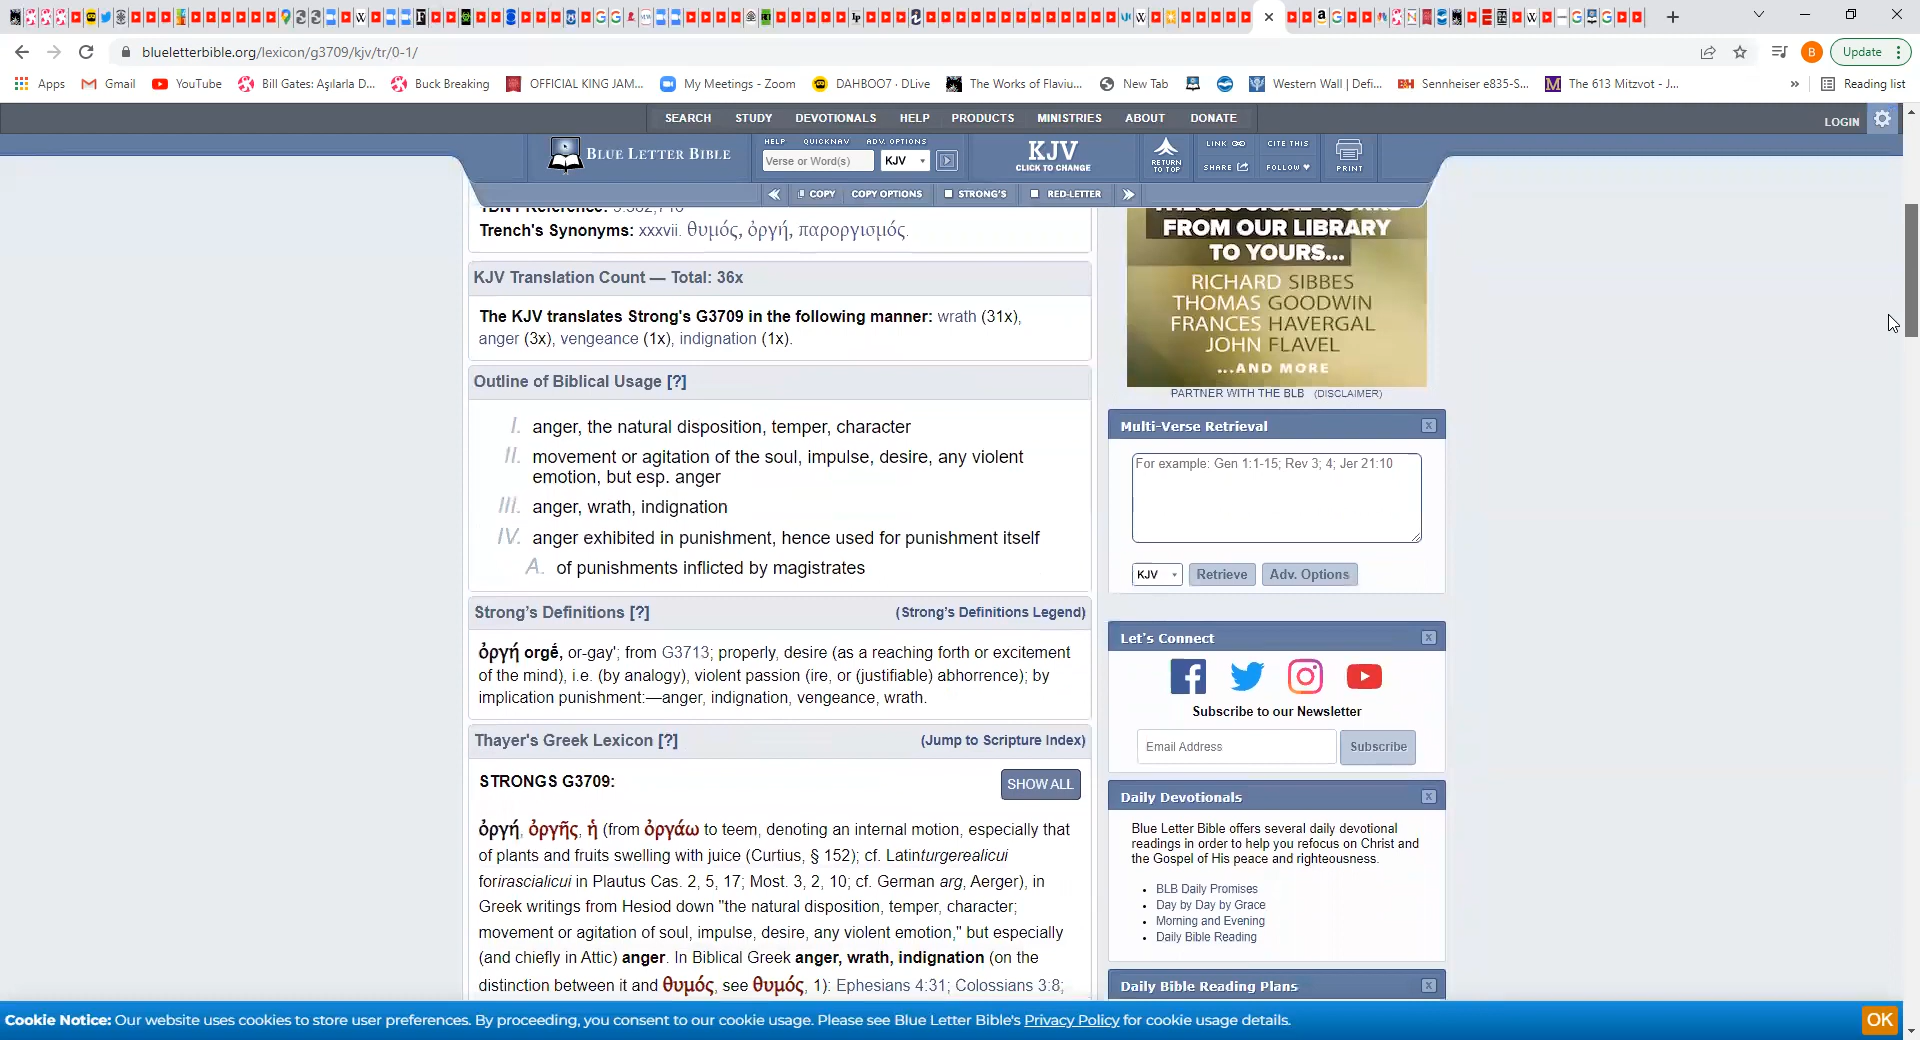 blueletterbible.org/lexicon/g3709/kjv/tr/0-1/
Update
Apps
Gmail
YouTube
Bill Gates: Aşılarla D...
Buck Breaking
OFFICIAL KING JAM...
My Meetings - Zoom
DAHBOO7 · DLive
The Works of Flaviu...
New Tab
Western Wall | Defi...
Sennheiser e835-S...
The 613 Mitzvot - J...
»
Reading list
SEARCH STUDY DEVOTIONALS HELP PRODUCTS MINISTRIES ABOUT DONATE
LOGIN
BLUE LETTER BIBLE
HELP QUICKNAV ADV. OPTIONS
Verse or Word(s)
KJV
KJV
CLICK TO CHANGE
RETURN
TO TOP
LINK
CITE THIS
SHARE
FOLLOW
PRINT
COPY COPY OPTIONS STRONG'S RED-LETTER
Trench's Synonyms: xxxvii. θυμός, ὀργή, παροργισμός.
KJV Translation Count — Total: 36x
The KJV translates Strong's G3709 in the following manner: wrath (31x),
anger (3x), vengeance (1x), indignation (1x).
Outline of Biblical Usage [?]
I. anger, the natural disposition, temper, character
II. movement or agitation of the soul, impulse, desire, any violent
emotion, but esp. anger
III. anger, wrath, indignation
IV. anger exhibited in punishment, hence used for punishment itself
A. of punishments inflicted by magistrates
Strong's Definitions [?]
(Strong's Definitions Legend)
ὀργή orgḗ, or-gay'; from G3713; properly, desire (as a reaching forth or excitement
of the mind), i.e. (by analogy), violent passion (ire, or (justifiable) abhorrence); by
implication punishment:—anger, indignation, vengeance, wrath.
Thayer's Greek Lexicon [?]
(Jump to Scripture Index)
STRONGS G3709:
SHOW ALL
ὀργή, ὀργῆς, ἡ (from ὀργάω to teem, denoting an internal motion, especially that
of plants and fruits swelling with juice (Curtius, § 152); cf. Latinturgerealicui
forirascialicui in Plautus Cas. 2, 5, 17; Most. 3, 2, 10; cf. German arg, Aerger), in
Greek writings from Hesiod down "the natural disposition, temper, character;
movement or agitation of soul, impulse, desire, any violent emotion," but especially
(and chiefly in Attic) anger. In Biblical Greek anger, wrath, indignation (on the
distinction between it and θυμός, see θυμός, 1): Ephesians 4:31; Colossians 3:8;
FROM OUR LIBRARY
TO YOURS...
RICHARD SIBBES
THOMAS GOODWIN
FRANCES HAVERGAL
JOHN FLAVEL
...AND MORE
PARTNER WITH THE BLB (DISCLAIMER)
Multi-Verse Retrieval
For example: Gen 1:1-15; Rev 3; 4; Jer 21:10
KJV
Retrieve
Adv. Options
Let's Connect
Subscribe to our Newsletter
Email Address
Subscribe
Daily Devotionals
Blue Letter Bible offers several daily devotional
readings in order to help you refocus on Christ and
the Gospel of His peace and righteousness.
• BLB Daily Promises
• Day by Day by Grace
• Morning and Evening
• Daily Bible Reading
Daily Bible Reading Plans
Cookie Notice: Our website uses cookies to store user preferences. By proceeding, you consent to our cookie usage. Please see Blue Letter Bible's Privacy Policy for cookie usage details.
OK